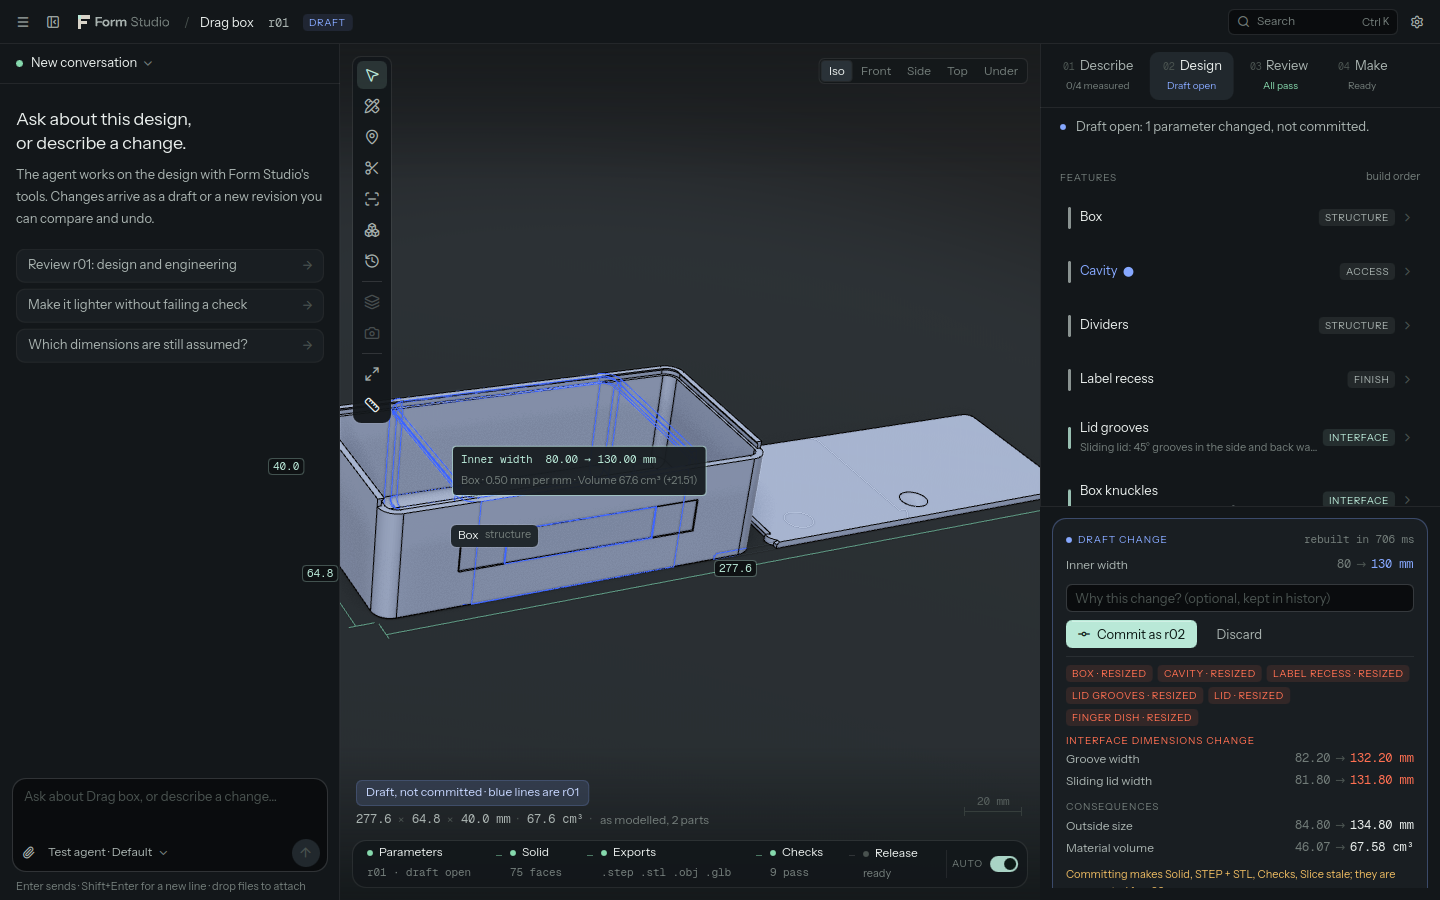 Form Studio / Drag box r01 DRAFT
Search Ctrl K
New conversation
Ask about this design,
or describe a change.
The agent works on the design with Form Studio's
tools. Changes arrive as a draft or a new revision you
can compare and undo.
Review r01: design and engineering
Make it lighter without failing a check
Which dimensions are still assumed?
Ask about Drag box, or describe a change...
Test agent · Default
Enter sends · Shift+Enter for a new line · drop files to attach
Iso Front Side Top Under
40.0
64.8
277.6
Inner width 80.00 → 130.00 mm
Box · 0.50 mm per mm · Volume 67.6 cm³ (+21.51)
Box structure
Draft, not committed · blue lines are r01
277.6 × 64.8 × 40.0 mm · 67.6 cm³ · as modelled, 2 parts
20 mm
Parameters
r01 · draft open
Solid
75 faces
Exports
.step .stl .obj .glb
Checks
9 pass
Release
ready
AUTO
01 Describe
0/4 measured
02 Design
Draft open
03 Review
All pass
04 Make
Ready
Draft open: 1 parameter changed, not committed.
FEATURES build order
Box STRUCTURE
Cavity ACCESS
Dividers STRUCTURE
Label recess FINISH
Lid grooves INTERFACE
Sliding lid: 45° grooves in the side and back wa...
Box knuckles INTERFACE
DRAFT CHANGE rebuilt in 706 ms
Inner width 80 → 130 mm
Why this change? (optional, kept in history)
Commit as r02 Discard
BOX · RESIZED CAVITY · RESIZED LABEL RECESS · RESIZED
LID GROOVES · RESIZED LID · RESIZED
FINGER DISH · RESIZED
INTERFACE DIMENSIONS CHANGE
Groove width 82.20 → 132.20 mm
Sliding lid width 81.80 → 131.80 mm
CONSEQUENCES
Outside size 84.80 → 134.80 mm
Material volume 46.07 → 67.58 cm³
Committing makes Solid, STEP + STL, Checks, Slice stale; they are